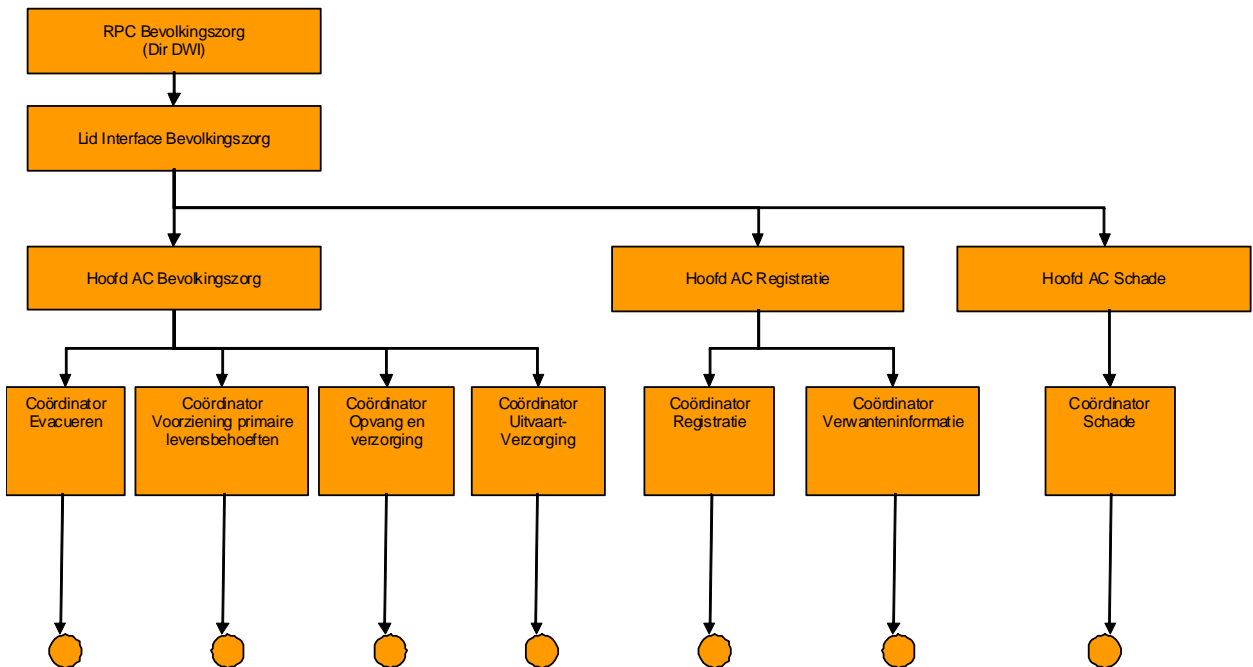 RPC Bevolkingszorg
(Dir DWI)
Lid Interface Bevolkingszorg
Hoofd AC Bevolkingszorg
Hoofd AC Registratie
Hoofd AC Schade
Coördinator
Evacueren
Coördinator
Voorziening primaire
levensbehoeften
Coördinator
Opvang en
verzorging
Coördinator
Uitvaart-
Verzorging
Coördinator
Registratie
Coördinator
Verwanteninformatie
Coördinator
Schade